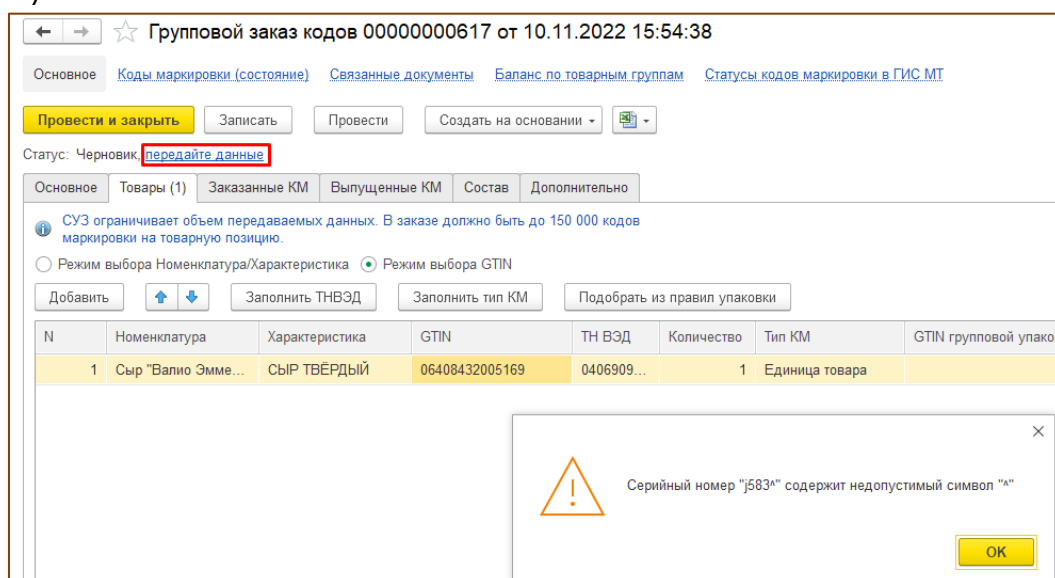 Групповой заказ кодов 00000000617 от 10.11.2022 15:54:38
Основное Коды маркировки (состояние) Связанные документы Баланс по товарным группам Статусы кодов маркировки в ГИС МТ
Провести и закрыть Записать Провести Создать на основании
Статус: Черновик, передайте данные
Основное Товары (1) Заказанные КМ Выпущенные КМ Состав Дополнительно
СУЗ ограничивает объем передаваемых данных. В заказе должно быть до 150 000 кодов
маркировки на товарную позицию.
Режим выбора Номенклатура/Характеристика Режим выбора GTIN
Добавить Заполнить ТНВЭД Заполнить тип КМ Подобрать из правил упаковки
N Номенклатура Характеристика GTIN ТН ВЭД Количество Тип КМ GTIN групповой упако
1 Сыр "Валио Эмме... СЫР ТВЁРДЫЙ 06408432005169 0406909... 1 Единица товара
Серийный номер "j583^" содержит недопустимый символ "^"
ОК